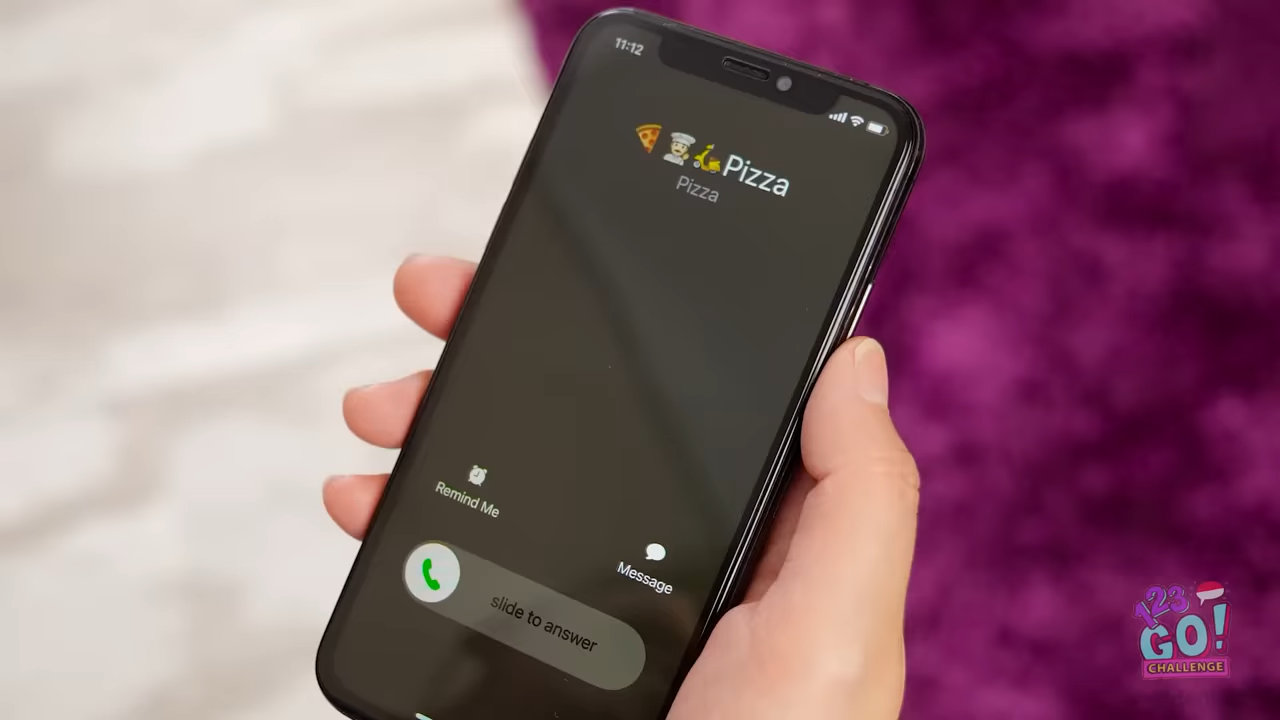 11:12
🍕👨‍🍳🛵Pizza
Pizza
Remind Me
Message
slide to answer
123
GO!
CHALLENGE